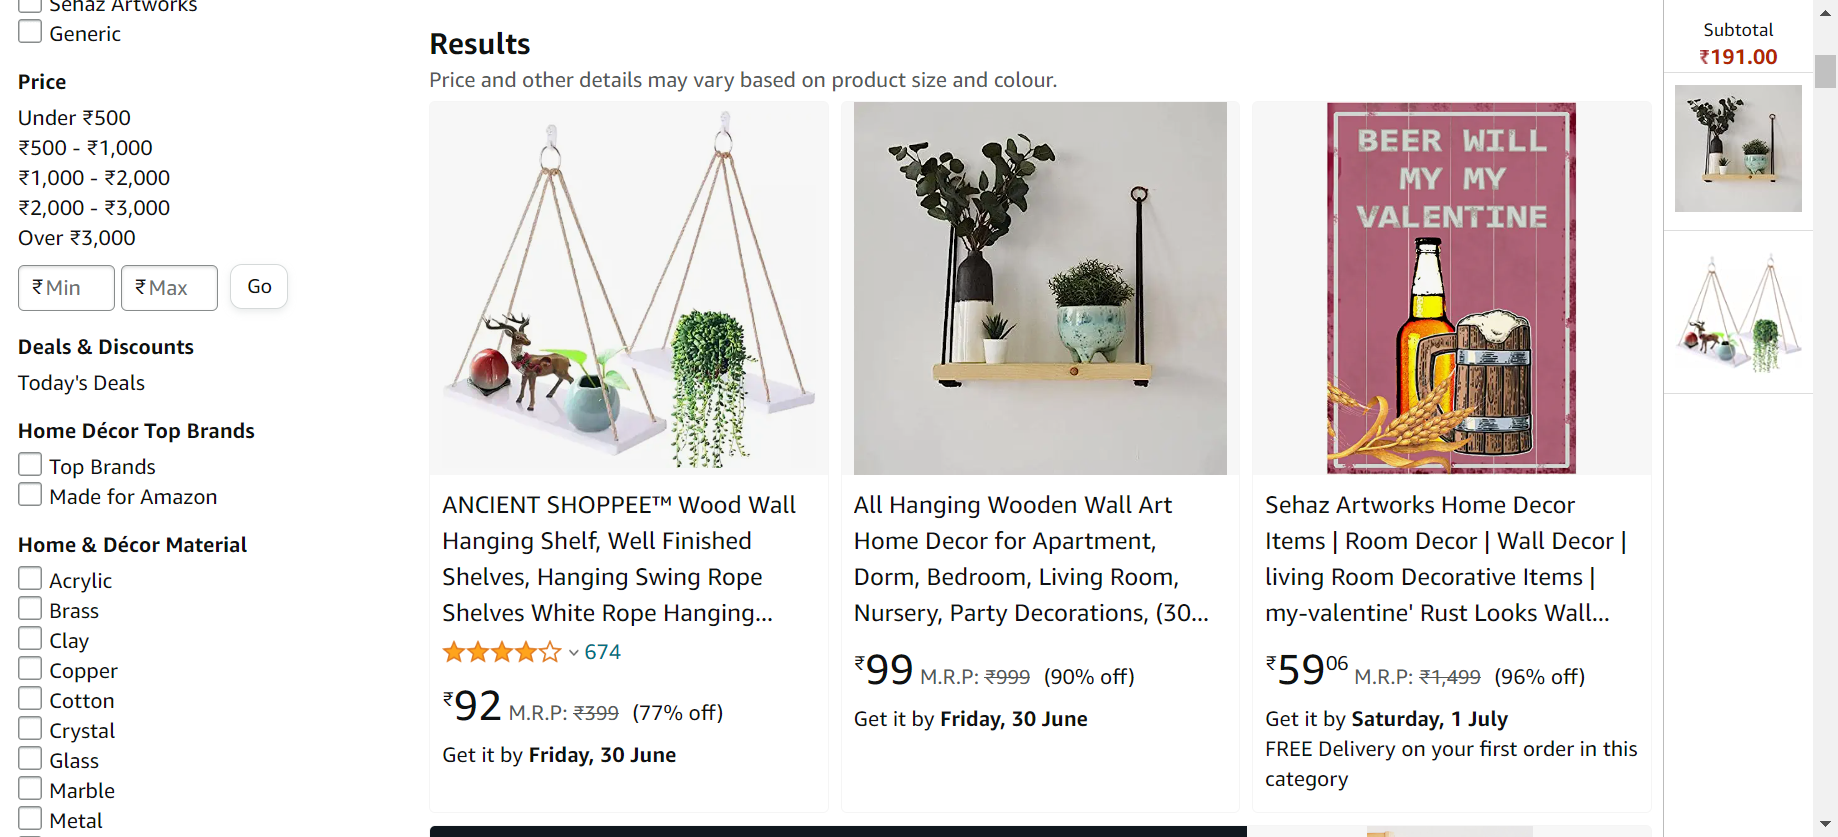 Sehaz Artworks
Generic
Price
Under ₹500
₹500 - ₹1,000
₹1,000 - ₹2,000
₹2,000 - ₹3,000
Over ₹3,000
₹ Min
₹ Max
Go
Deals & Discounts
Today's Deals
Home Décor Top Brands
Top Brands
Made for Amazon
Home & Décor Material
Acrylic
Brass
Clay
Copper
Cotton
Crystal
Glass
Marble
Metal
Results
Price and other details may vary based on product size and colour.
ANCIENT SHOPPEE™ Wood Wall
Hanging Shelf, Well Finished
Shelves, Hanging Swing Rope
Shelves White Rope Hanging...
674
₹92 M.R.P: ₹399 (77% off)
Get it by Friday, 30 June
All Hanging Wooden Wall Art
Home Decor for Apartment,
Dorm, Bedroom, Living Room,
Nursery, Party Decorations, (30...
₹99 M.R.P: ₹999 (90% off)
Get it by Friday, 30 June
BEER WILL
MY MY
VALENTINE
Sehaz Artworks Home Decor
Items | Room Decor | Wall Decor |
living Room Decorative Items |
my-valentine' Rust Looks Wall...
₹59 06 M.R.P: ₹1,499 (96% off)
Get it by Saturday, 1 July
FREE Delivery on your first order in this
category
Subtotal
₹191.00